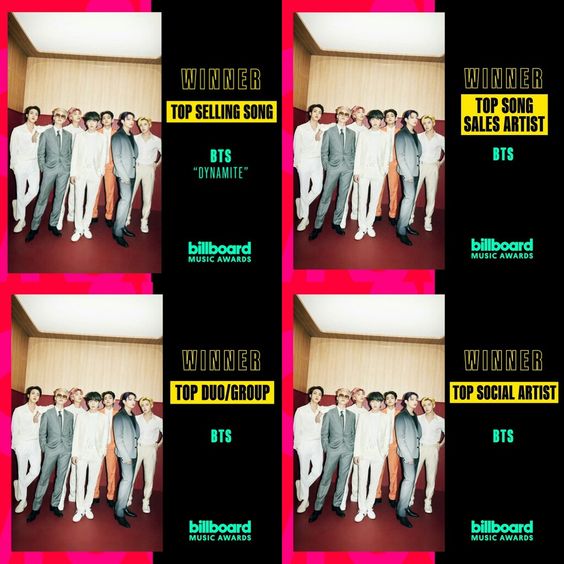 WINNER
TOP SELLING SONG
BTS
"DYNAMITE"
billboard
MUSIC AWARDS
WINNER
TOP SONG
SALES ARTIST
BTS
billboard
MUSIC AWARDS
WINNER
TOP DUO/GROUP
BTS
billboard
MUSIC AWARDS
WINNER
TOP SOCIAL ARTIST
BTS
billboard
MUSIC AWARDS